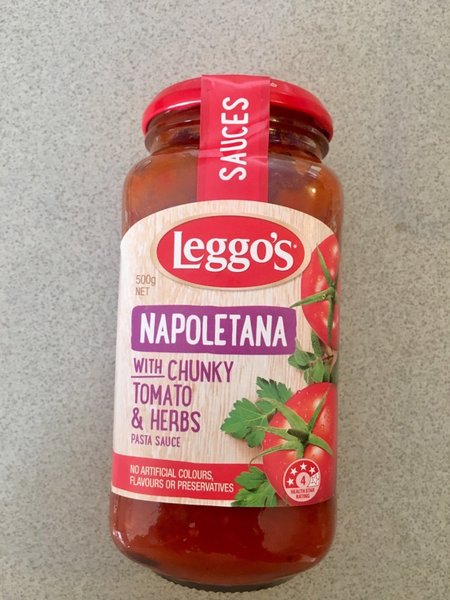 SAUCES
Leggo's
500g
NET
NAPOLETANA
WITH CHUNKY
TOMATO
& HERBS
PASTA SAUCE
NO ARTIFICIAL COLOURS,
FLAVOURS OR PRESERVATIVES
4
HEALTH STAR
RATING